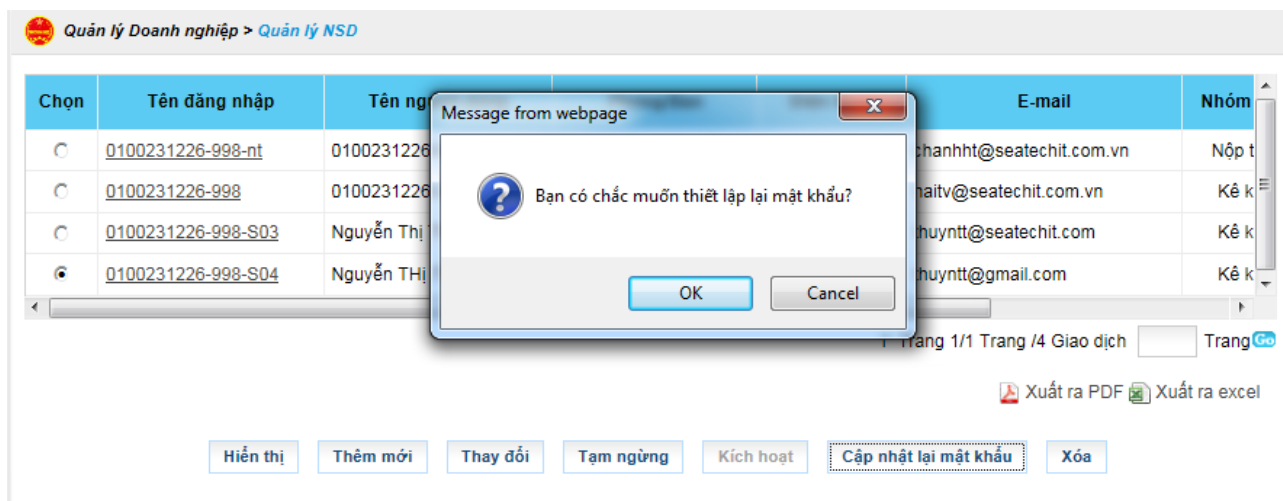 Quản lý Doanh nghiệp > Quản lý NSD
Chọn Tên đăng nhập Tên E-mail Nhóm
Message from webpage
0100231226-998-nt 0100231226 chanhht@seatechit.com.vn Nộp t
0100231226-998 0100231226 haitv@seatechit.com.vn Kê k
Bạn có chắc muốn thiết lập lại mật khẩu?
0100231226-998-S03 Nguyễn Thị thuyntt@seatechit.com Kê k
0100231226-998-S04 Nguyễn THị thuyntt@gmail.com Kê k
OK Cancel
Trang 1/1 Trang /4 Giao dịch Trang Go
Xuất ra PDF Xuất ra excel
Hiển thị Thêm mới Thay đổi Tạm ngừng Kích hoạt Cập nhật lại mật khẩu Xóa